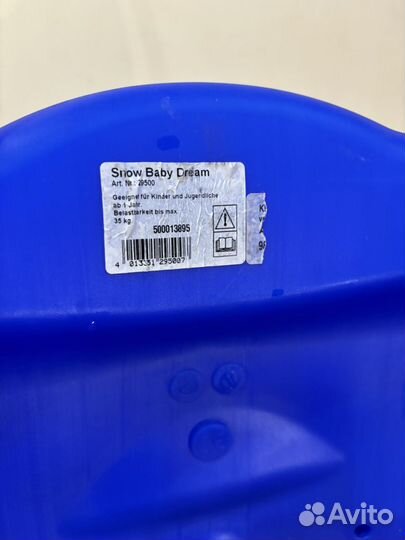 Snow Baby Dream
Art. Nr.: 29500
Geeignet für Kinder und Jugendliche
ab 1 Jahr.
Belastbarkeit bis max.
35 kg
500013895
4 013351 295007
Avito